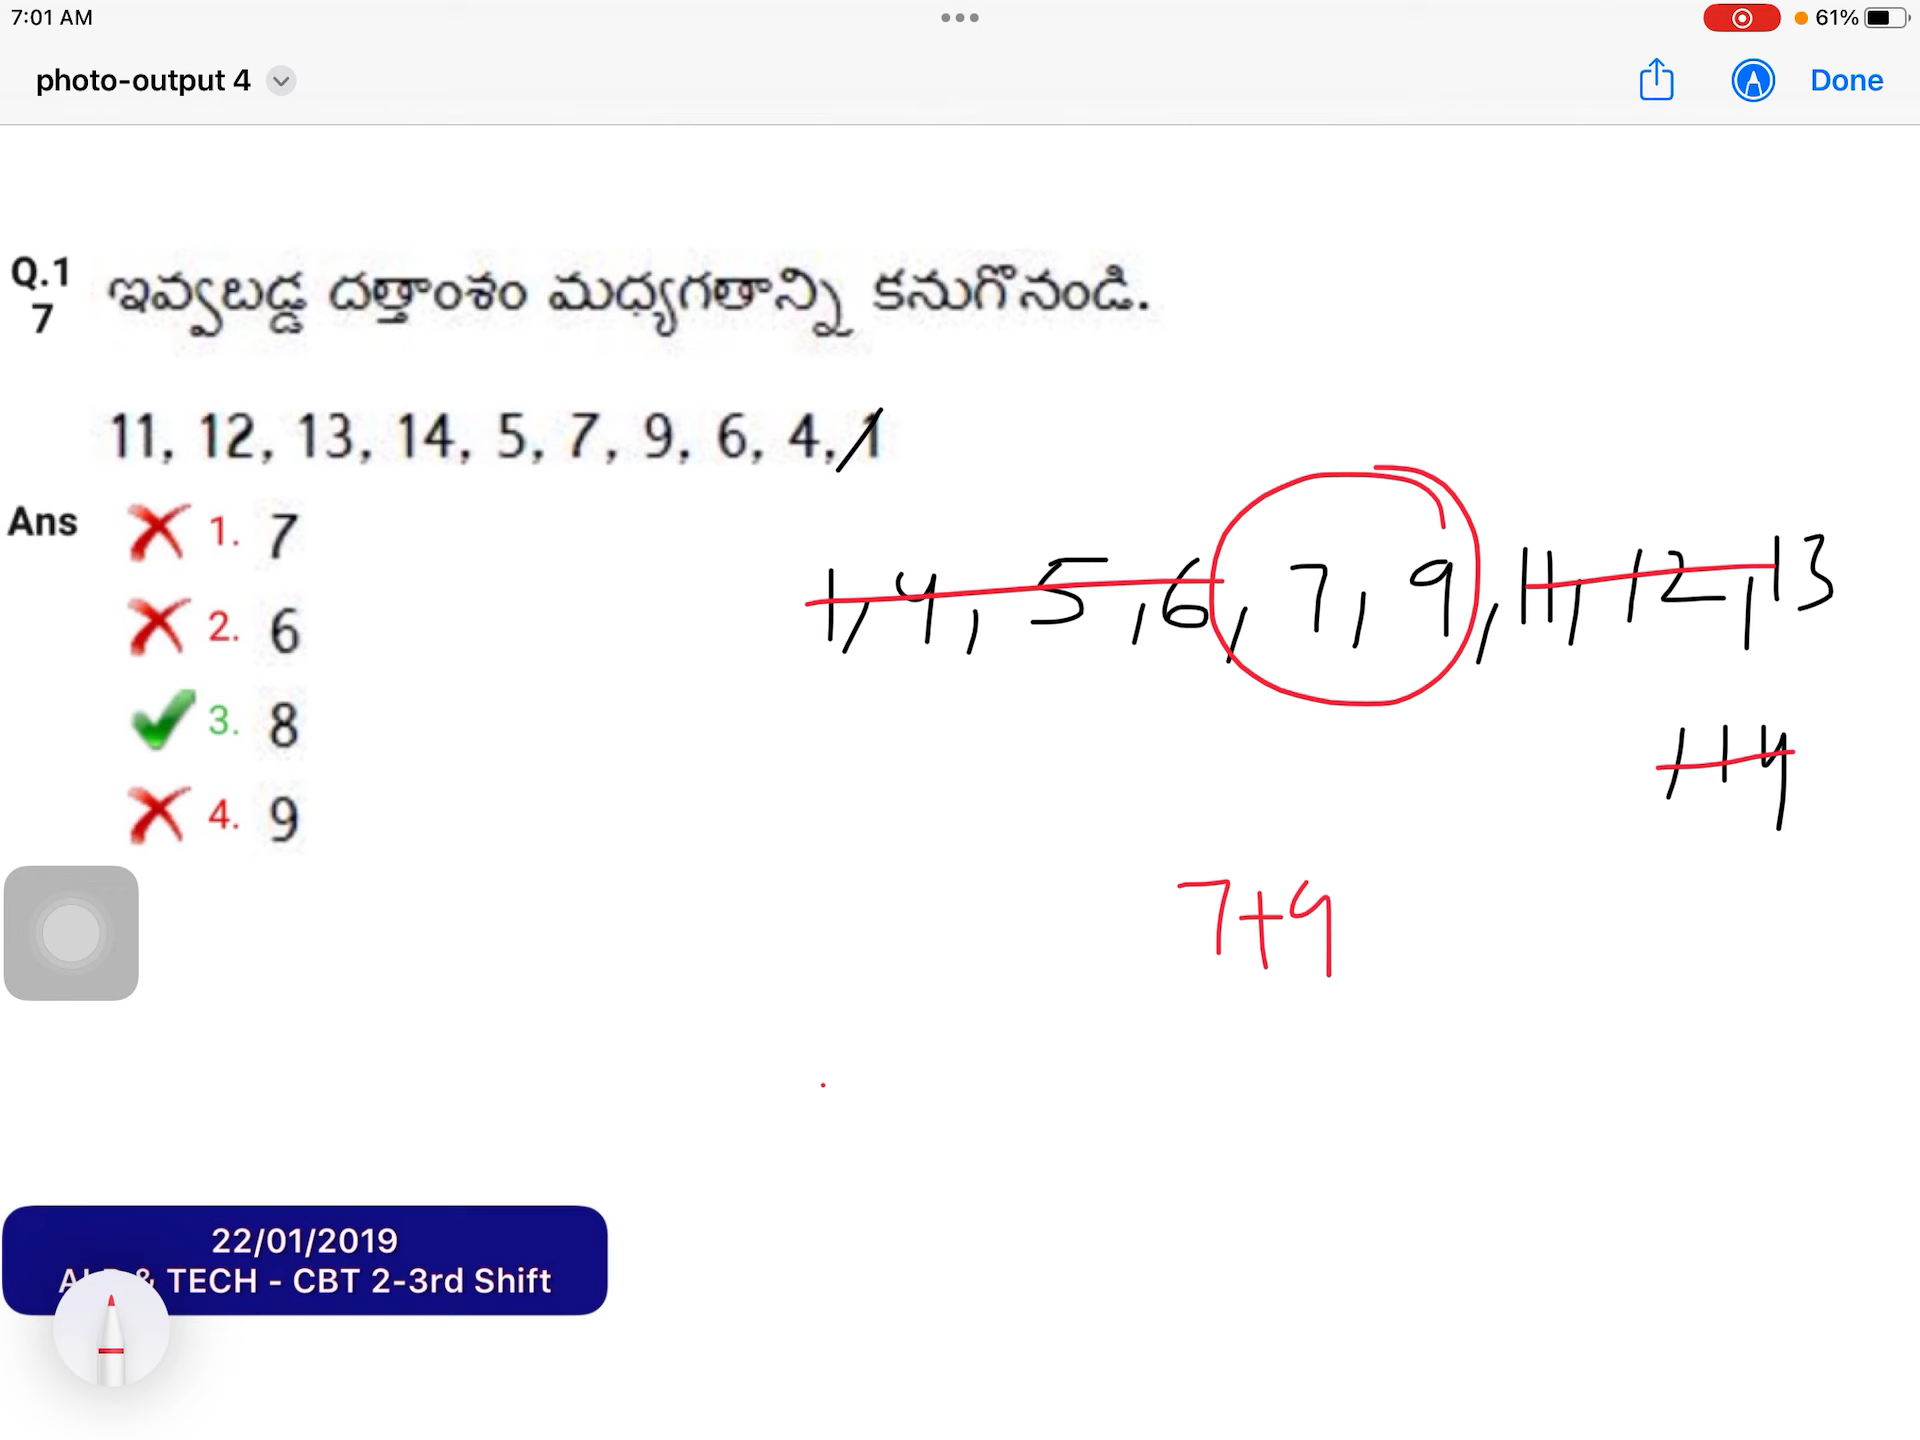 7:01 AM
61%
photo-output 4
Done
Q.1
7
ఇవ్వబడ్డ దత్తాంశం మధ్యగతాన్ని కనుగొనండి.
11, 12, 13, 14, 5, 7, 9, 6, 4, 1
Ans
1. 7
2. 6
3. 8
4. 9
1, 4, 5, 6, 7, 9, 11, 12, 13
, 14
7+9
22/01/2019
& TECH - CBT 2-3rd Shift